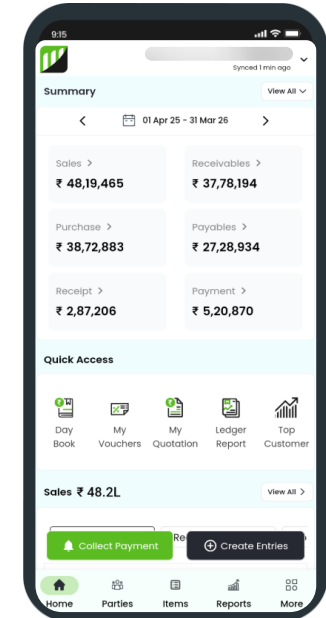 9:15
Synced 1 min ago
Summary
View All
01 Apr 25 - 31 Mar 26
Sales >
Receivables >
₹ 48,19,465
₹ 37,78,194
Purchase >
Payables >
₹ 38,72,883
₹ 27,28,934
Receipt >
Payment >
₹ 2,87,206
₹ 5,20,870
Quick Access
Day Book
My Vouchers
My Quotation
Ledger Report
Top Customer
Sales ₹ 48.2L
View All >
Collect Payment
Create Entries
Home
Parties
Items
Reports
More